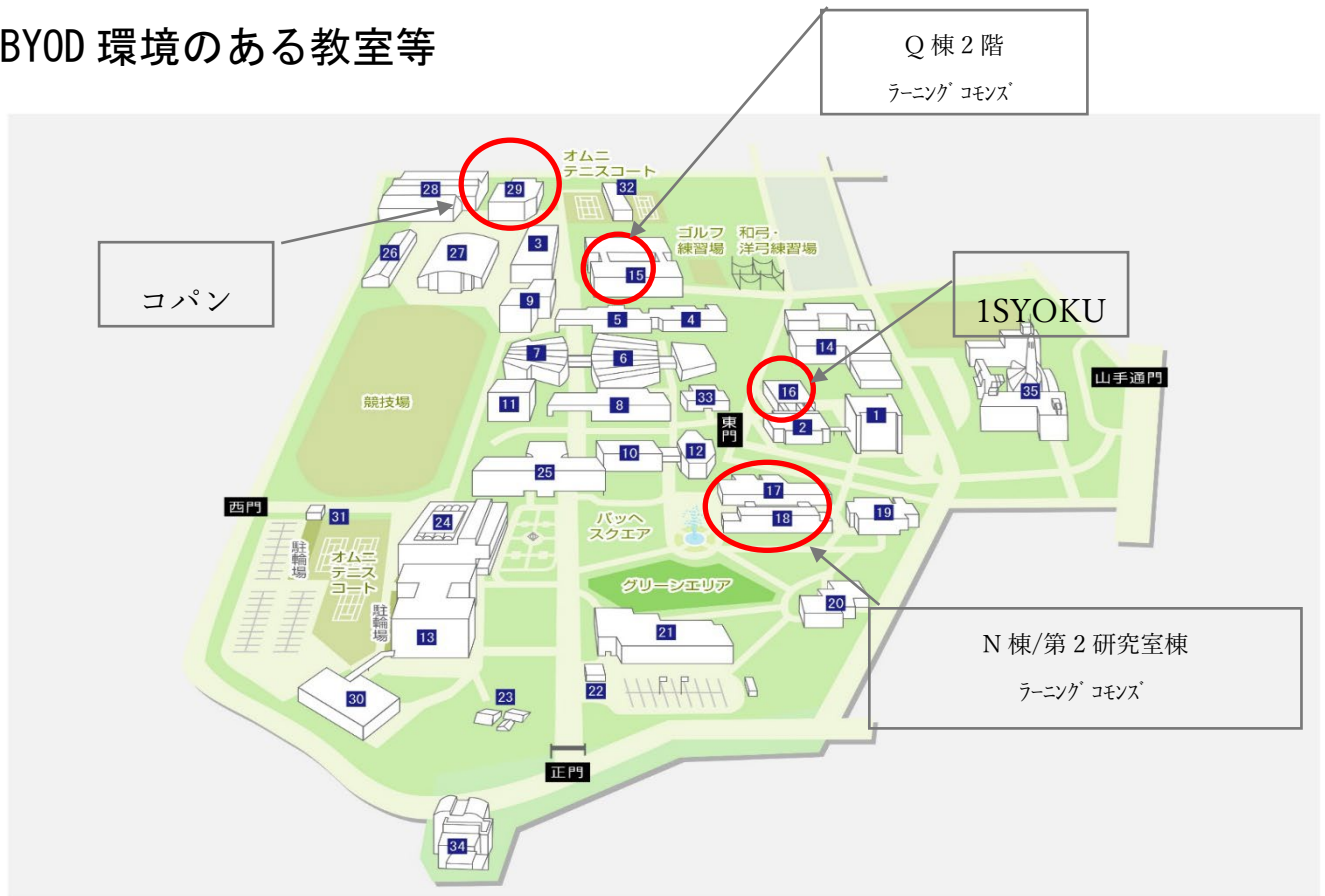 BYOD 環境のある教室等
Q 棟 2 階
ラーニング コモンズ
オムニ
テニスコート
28
29
32
コパン
26
27
3
ゴルフ
練習場
和弓・
洋弓練習場
15
9
5
4
1SYOKU
14
7
6
16
35
山手通門
競技場
11
8
33
東門
2
1
10
12
25
17
西門
31
24
バッヘ
スクエア
18
19
駐輪場
オムニ
テニス
コート
グリーンエリア
20
駐輪場
13
21
N 棟/第 2 研究室棟
ラーニング コモンズ
30
23
22
正門
34